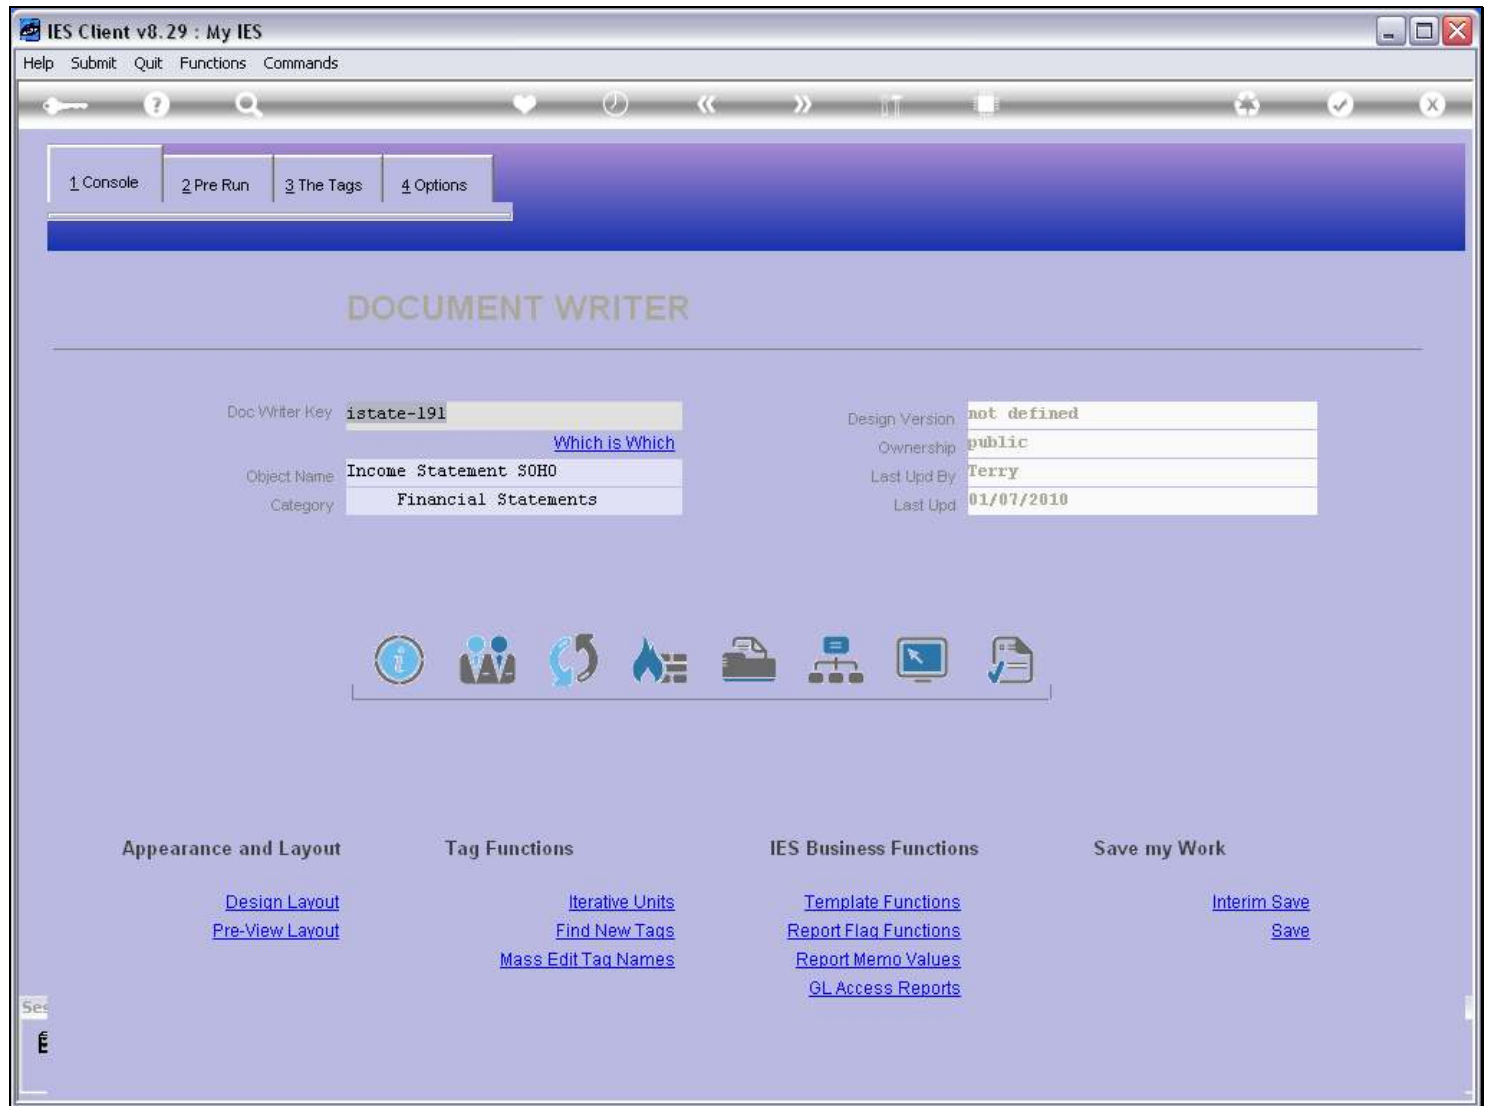 IES Client v8.29 : My IES
Help Submit Quit Functions Commands
1 Console 2 Pre Run 3 The Tags 4 Options
DOCUMENT WRITER
Doc Writer Key istate-191
Which is Which
Object Name Income Statement SOHO
Category Financial Statements
Design Version not defined
Ownership public
Last Upd By Terry
Last Upd 01/07/2010
Appearance and Layout
Design Layout
Pre-View Layout
Tag Functions
Iterative Units
Find New Tags
Mass Edit Tag Names
IES Business Functions
Template Functions
Report Flag Functions
Report Memo Values
GL Access Reports
Save my Work
Interim Save
Save